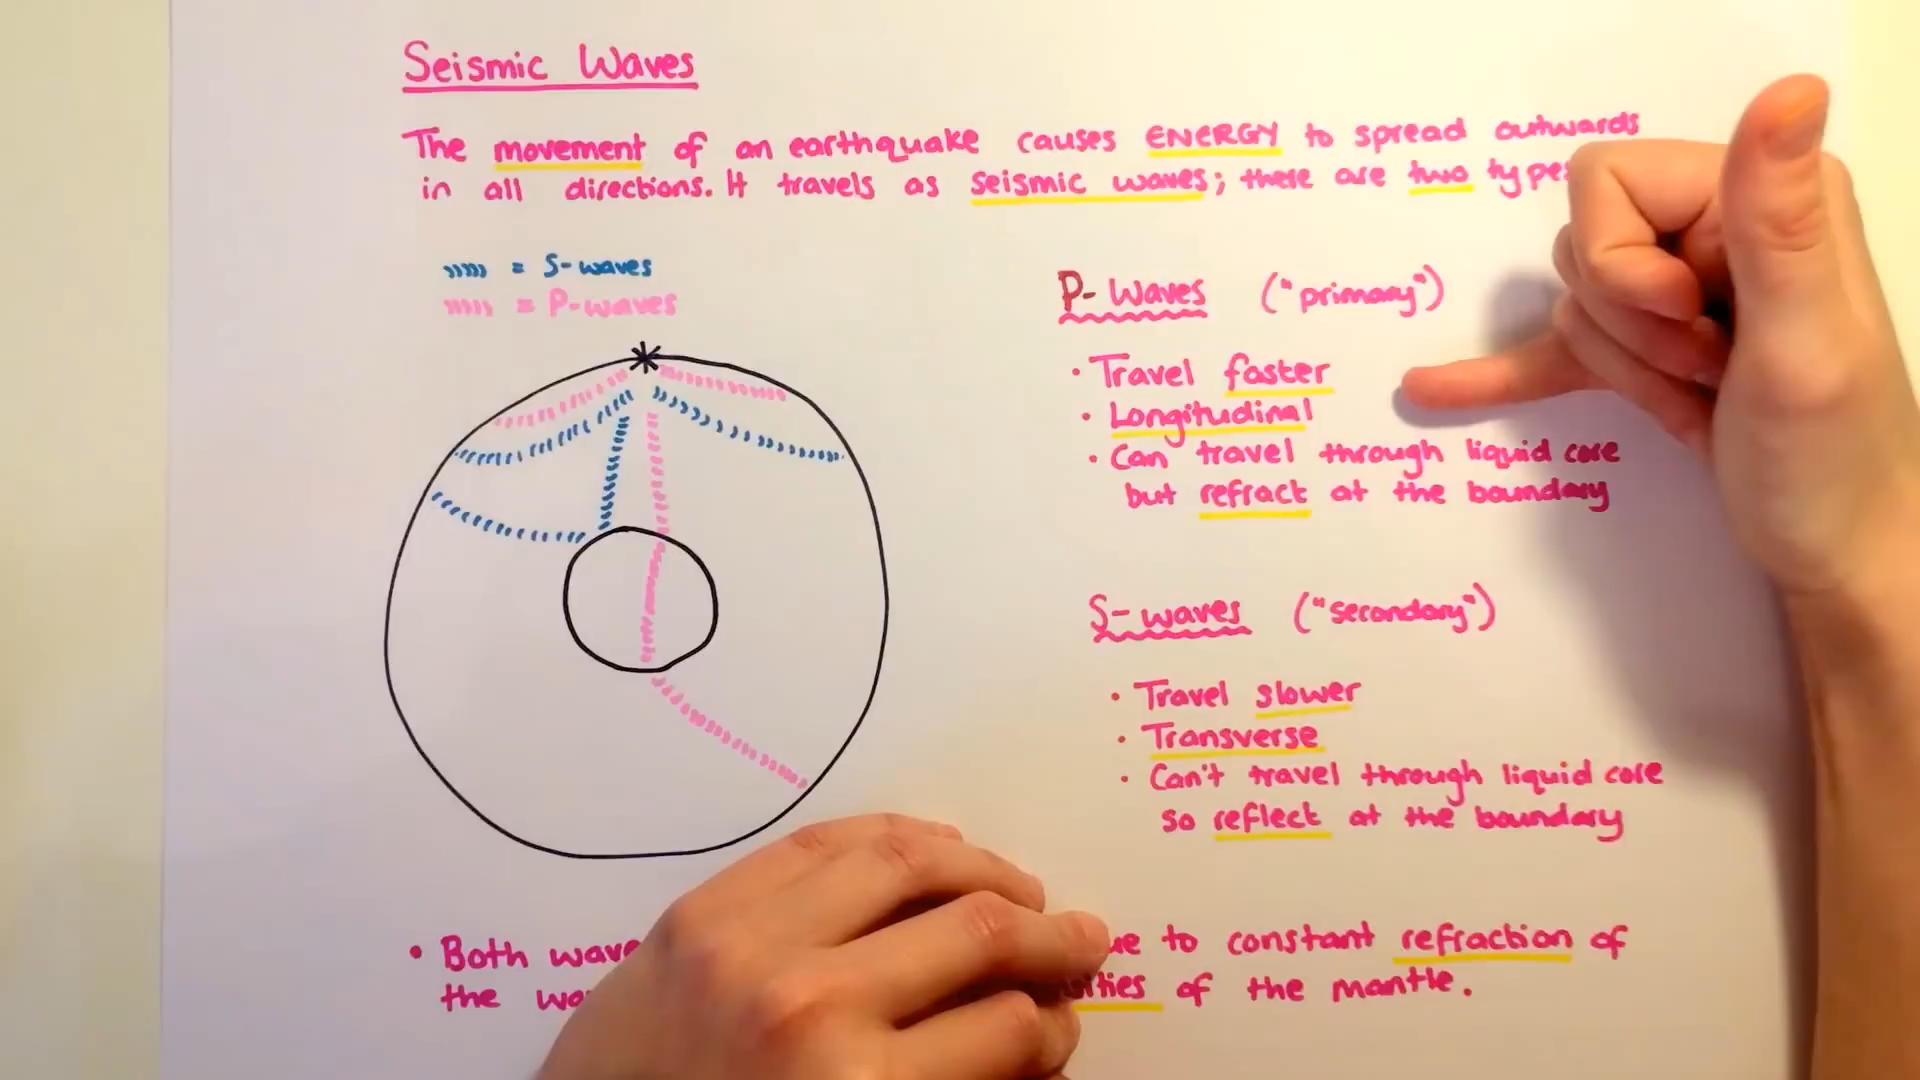 Seismic Waves
The movement of an earthquake causes ENERGY to spread outwards
in all directions. It travels as seismic waves; there are two types
= S-waves
= P-waves
P-Waves ("primary")
• Travel faster
• Longitudinal
• Can travel through liquid core
but refract at the boundary
S-waves ("secondary")
• Travel slower
• Transverse
• Can't travel through liquid core
so reflect at the boundary
• Both to constant refraction of
the of the mantle.